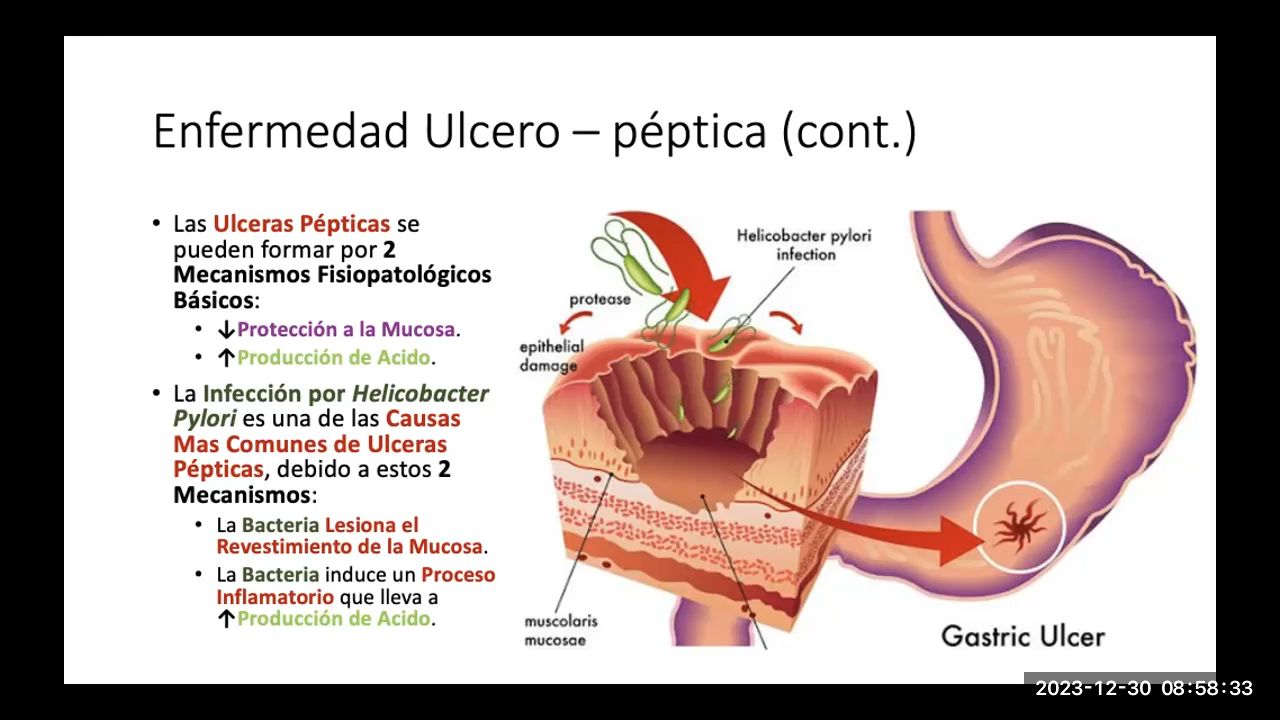 Enfermedad Ulcero – péptica (cont.)
• Las Ulceras Pépticas se
pueden formar por 2
Mecanismos Fisiopatológicos
Básicos:
• ↓Protección a la Mucosa.
• ↑Producción de Acido.
• La Infección por Helicobacter
Pylori es una de las Causas
Mas Comunes de Ulceras
Pépticas, debido a estos 2
Mecanismos:
• La Bacteria Lesiona el
Revestimiento de la Mucosa.
• La Bacteria induce un Proceso
Inflamatorio que lleva a
↑Producción de Acido.
Helicobacter pylori
infection
protease
epithelial
damage
muscolaris
mucosae
Gastric Ulcer
2023-12-30 08:58:33